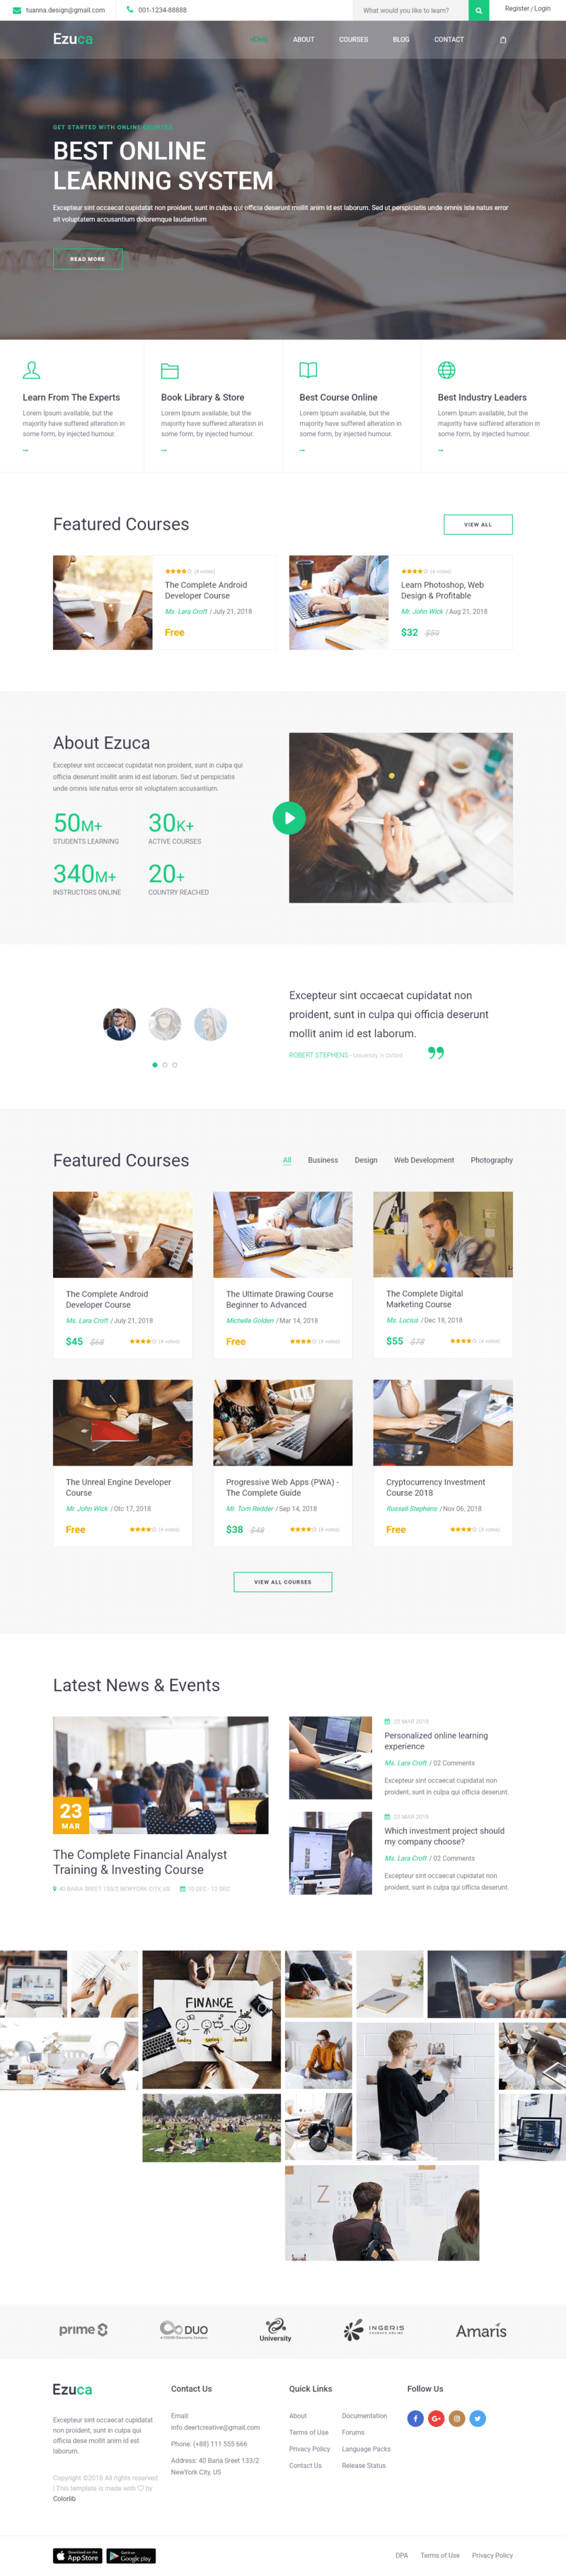 tuanna.design@gmail.com
001-1234-88888
What would you like to learn?
Register / Login
Ezuca
HOME
ABOUT
COURSES
BLOG
CONTACT
GET STARTED WITH ONLINE COURSES
BEST ONLINE
LEARNING SYSTEM
Excepteur sint occaecat cupidatat non proident, sunt in culpa qui officia deserunt mollit anim id est laborum. Sed ut perspiciatis unde omnis iste natus error
sit voluptatem accusantium doloremque laudantium
READ MORE
Learn From The Experts
Lorem Ipsum available, but the
majority have suffered alteration in
some form, by injected humour.
Book Library & Store
Lorem Ipsum available, but the
majority have suffered alteration in
some form, by injected humour.
Best Course Online
Lorem Ipsum available, but the
majority have suffered alteration in
some form, by injected humour.
Best Industry Leaders
Lorem Ipsum available, but the
majority have suffered alteration in
some form, by injected humour.
Featured Courses
VIEW ALL
(4 votes)
The Complete Android
Developer Course
Ms. Lara Croft / July 21, 2018
Free
(4 votes)
Learn Photoshop, Web
Design & Profitable
Mr. John Wick / Aug 21, 2018
$32 $59
About Ezuca
Excepteur sint occaecat cupidatat non proident, sunt in culpa qui
officia deserunt mollit anim id est laborum. Sed ut perspiciatis
unde omnis iste natus error sit voluptatem accusantium.
50M+
STUDENTS LEARNING
30K+
ACTIVE COURSES
340M+
INSTRUCTORS ONLINE
20+
COUNTRY REACHED
Excepteur sint occaecat cupidatat non
proident, sunt in culpa qui officia deserunt
mollit anim id est laborum.
ROBERT STEPHENS - University in Oxford
Featured Courses
All
Business
Design
Web Development
Photography
The Complete Android
Developer Course
Ms. Lara Croft / July 21, 2018
$45 $68
(4 votes)
The Ultimate Drawing Course
Beginner to Advanced
Michelle Golden / Mar 14, 2018
Free
(4 votes)
The Complete Digital
Marketing Course
Ms. Lucius / Dec 18, 2018
$55 $78
(4 votes)
The Unreal Engine Developer
Course
Mr. John Wick / Otc 17, 2018
Free
(4 votes)
Progressive Web Apps (PWA) -
The Complete Guide
Mr. Tom Redder / Sep 14, 2018
$38 $48
(4 votes)
Cryptocurrency Investment
Course 2018
Russell Stephens / Nov 06, 2018
Free
(4 votes)
VIEW ALL COURSES
Latest News & Events
23
MAR
The Complete Financial Analyst
Training & Investing Course
40 BARIA SREET 133/2 NEWYORK CITY, US
10 DEC - 12 DEC
22 MAR 2018
Personalized online learning
experience
Ms. Lara Croft / 02 Comments
Excepteur sint occaecat cupidatat non
proident, sunt in culpa qui officia deserunt.
22 MAR 2018
Which investment project should
my company choose?
Ms. Lara Croft / 02 Comments
Excepteur sint occaecat cupidatat non
proident, sunt in culpa qui officia deserunt.
FINANCE
Z
prime
DUO
University
INGERIS
Amaris
Ezuca
Excepteur sint occaecat cupidatat
non proident, sunt in culpa qui
officia dese mollit anim id est
laborum.
Copyright ©2019 All rights reserved
| This template is made with by
Colorlib
Contact Us
Email:
info.deertcreative@gmail.com
Phone: (+88) 111 555 666
Address: 40 Baria Sreet 133/2
NewYork City, US
Quick Links
About
Terms of Use
Privacy Policy
Contact Us
Documentation
Forums
Language Packs
Release Status
Follow Us
Download on the
App Store
Get it on
Google play
DPA
Terms of Use
Privacy Policy